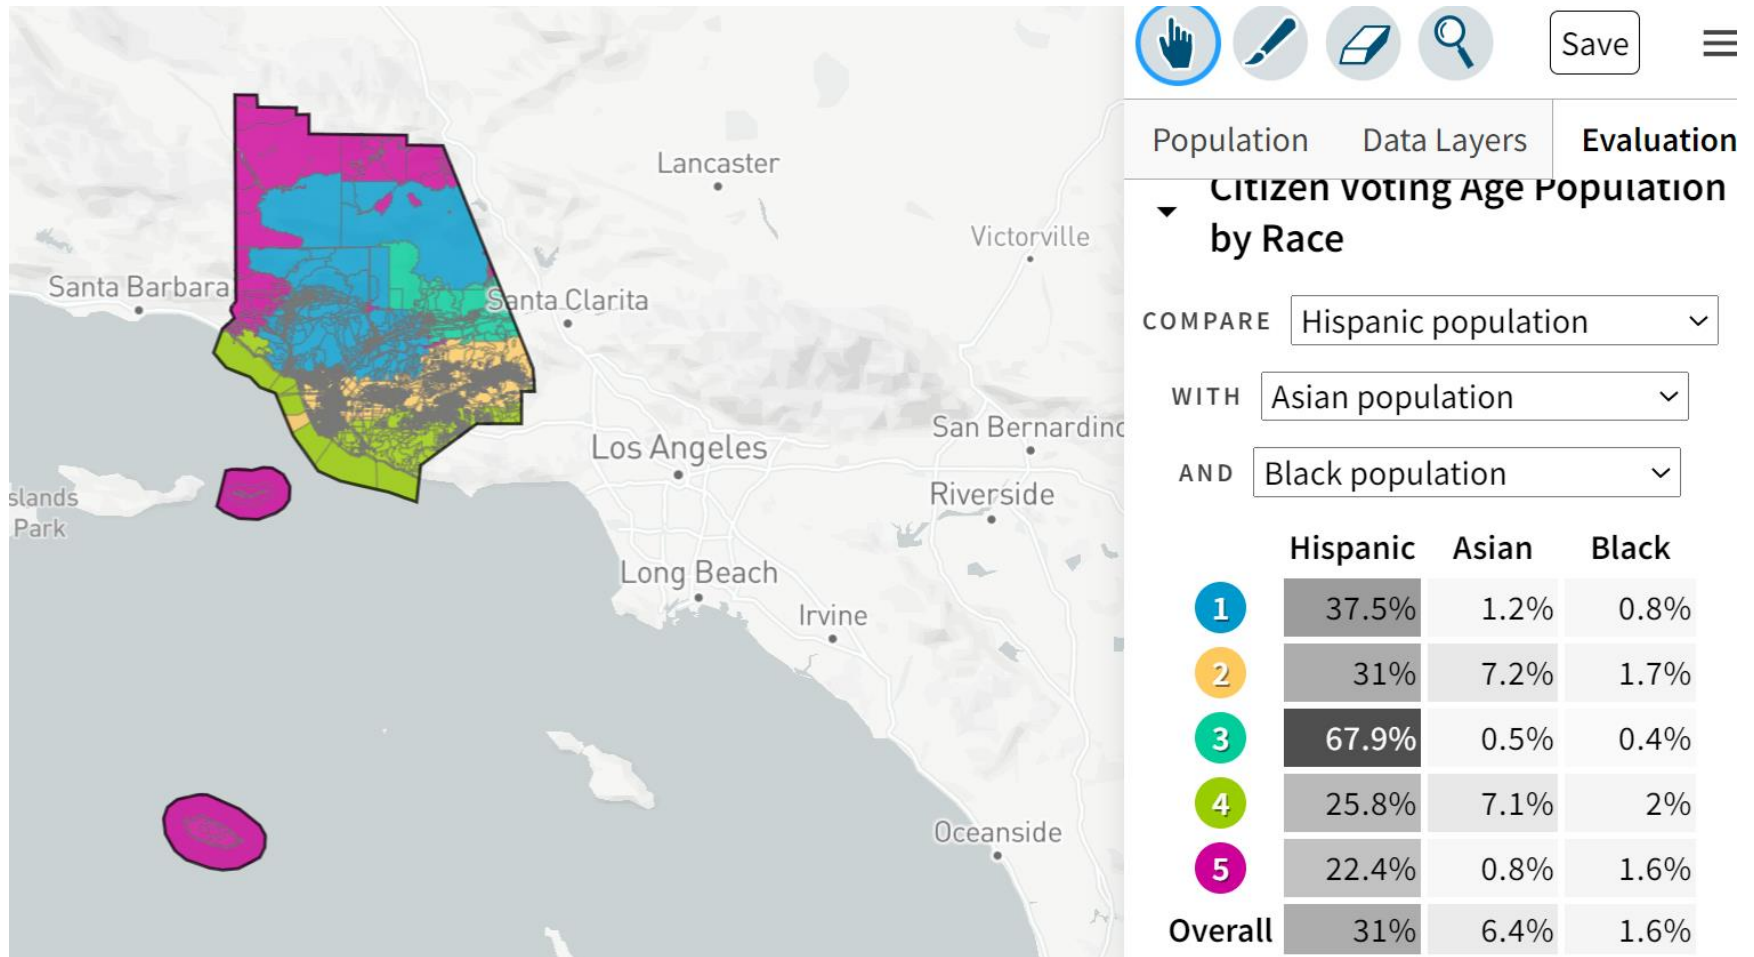 Lancaster
Victorville
Santa Barbara
Santa Clarita
Los Angeles
San Bernardino
Riverside
slands
Park
Long Beach
Irvine
Oceanside
Save
Population Data Layers Evaluation
Citizen Voting Age Population
by Race
COMPARE Hispanic population
WITH Asian population
AND Black population
Hispanic Asian Black
1 37.5% 1.2% 0.8%
2 31% 7.2% 1.7%
3 67.9% 0.5% 0.4%
4 25.8% 7.1% 2%
5 22.4% 0.8% 1.6%
Overall 31% 6.4% 1.6%